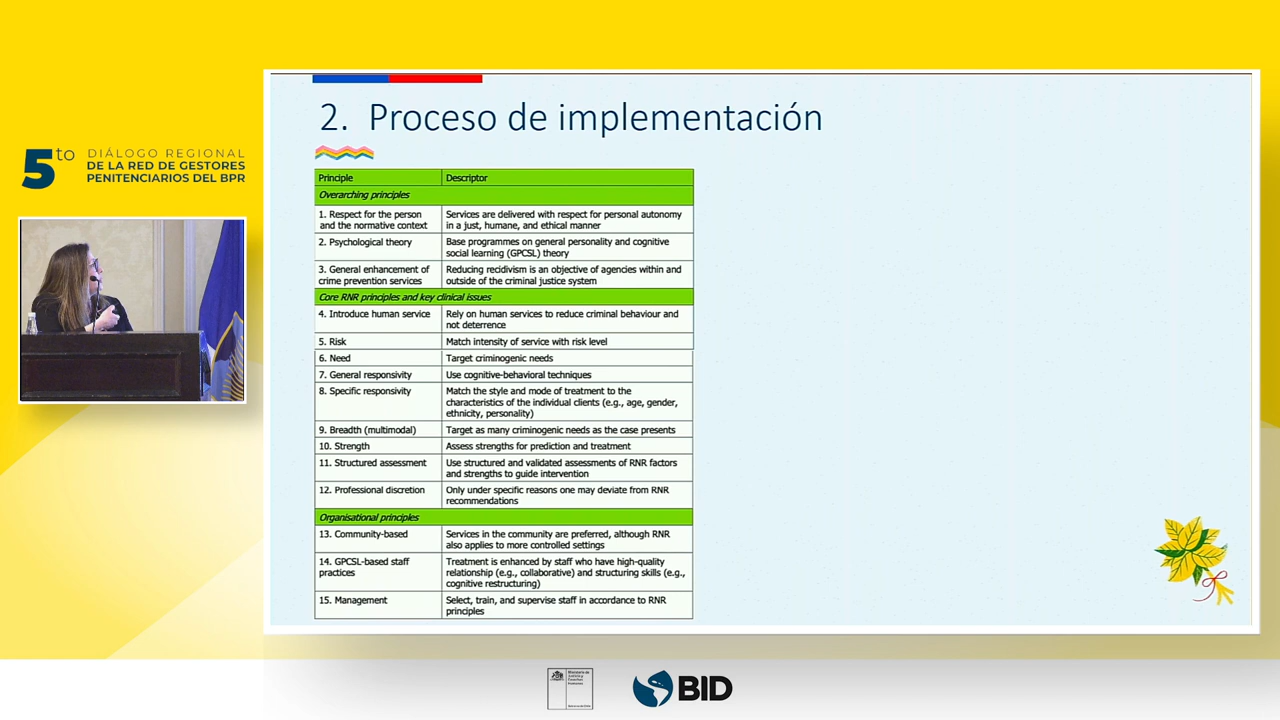 5to DIÁLOGO REGIONAL
DE LA RED DE GESTORES
PENITENCIARIOS DEL BPR
2. Proceso de implementación
Principle Descriptor
Overarching principles
1. Respect for the person Services are delivered with respect for personal autonomy
and the normative context in a just, humane, and ethical manner
2. Psychological theory Base programmes on general personality and cognitive
social learning (GPCSL) theory
3. General enhancement of Reducing recidivism is an objective of agencies within and
crime prevention services outside of the criminal justice system
Core RNR principles and key clinical issues
4. Introduce human service Rely on human services to reduce criminal behaviour and
not deterrence
5. Risk Match intensity of service with risk level
6. Need Target criminogenic needs
7. General responsivity Use cognitive-behavioral techniques
8. Specific responsivity Match the style and mode of treatment to the
characteristics of the individual clients (e.g., age, gender,
ethnicity, personality)
9. Breadth (multimodal) Target as many criminogenic needs as the case presents
10. Strength Assess strengths for prediction and treatment
11. Structured assessment Use structured and validated assessments of RNR factors
and strengths to guide intervention
12. Professional discretion Only under specific reasons one may deviate from RNR
recommendations
Organisational principles
13. Community-based Services in the community are preferred, although RNR
also applies to more controlled settings
14. GPCSL-based staff Treatment is enhanced by staff who have high-quality
practices relationship (e.g., collaborative) and structuring skills (e.g.,
cognitive restructuring)
15. Management Select, train, and supervise staff in accordance to RNR
principles
BID